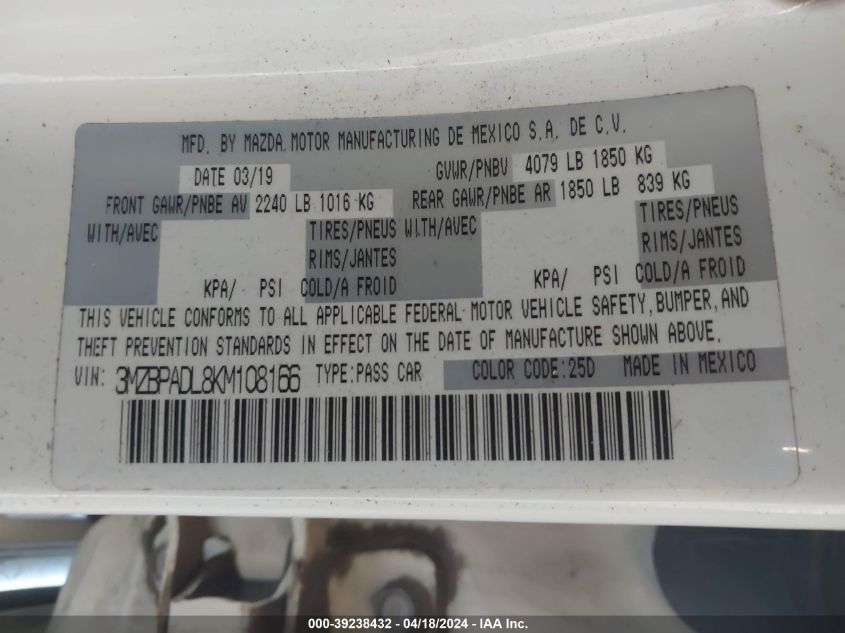 MFD. BY MAZDA MOTOR MANUFACTURING DE MEXICO S.A. DE C.V.
DATE 03/19 GVWR/PNBV 4079 LB 1850 KG
FRONT GAWR/PNBE AV 2240 LB 1016 KG REAR GAWR/PNBE AR 1850 LB 839 KG
WITH/AVEC TIRES/PNEUS WITH/AVEC TIRES/PNEUS
RIMS/JANTES RIMS/JANTES
KPA/ PSI COLD/A FROID KPA/ PSI COLD/A FROID
THIS VEHICLE CONFORMS TO ALL APPLICABLE FEDERAL MOTOR VEHICLE SAFETY, BUMPER, AND
THEFT PREVENTION STANDARDS IN EFFECT ON THE DATE OF MANUFACTURE SHOWN ABOVE.
VIN: 3MZBPADL8KM108166 TYPE:PASS CAR COLOR CODE:25D MADE IN MEXICO
000-39238432 - 04/18/2024 - IAA Inc.